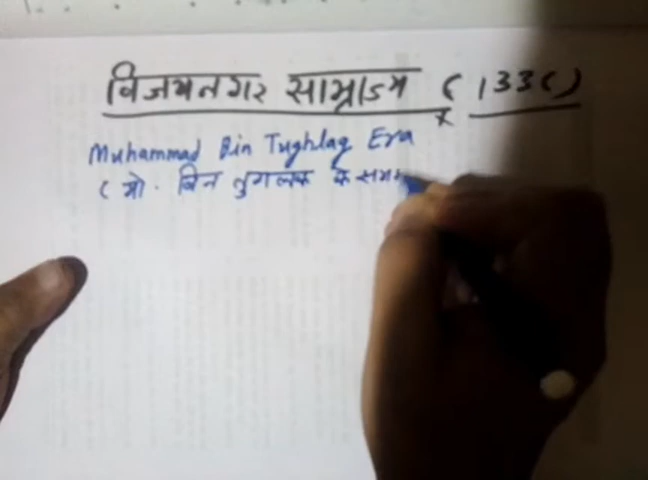 विजयनगर साम्राज्य (1336)
Muhammad Bin Tughlaq Era
( मो. बिन तुगलक के समय